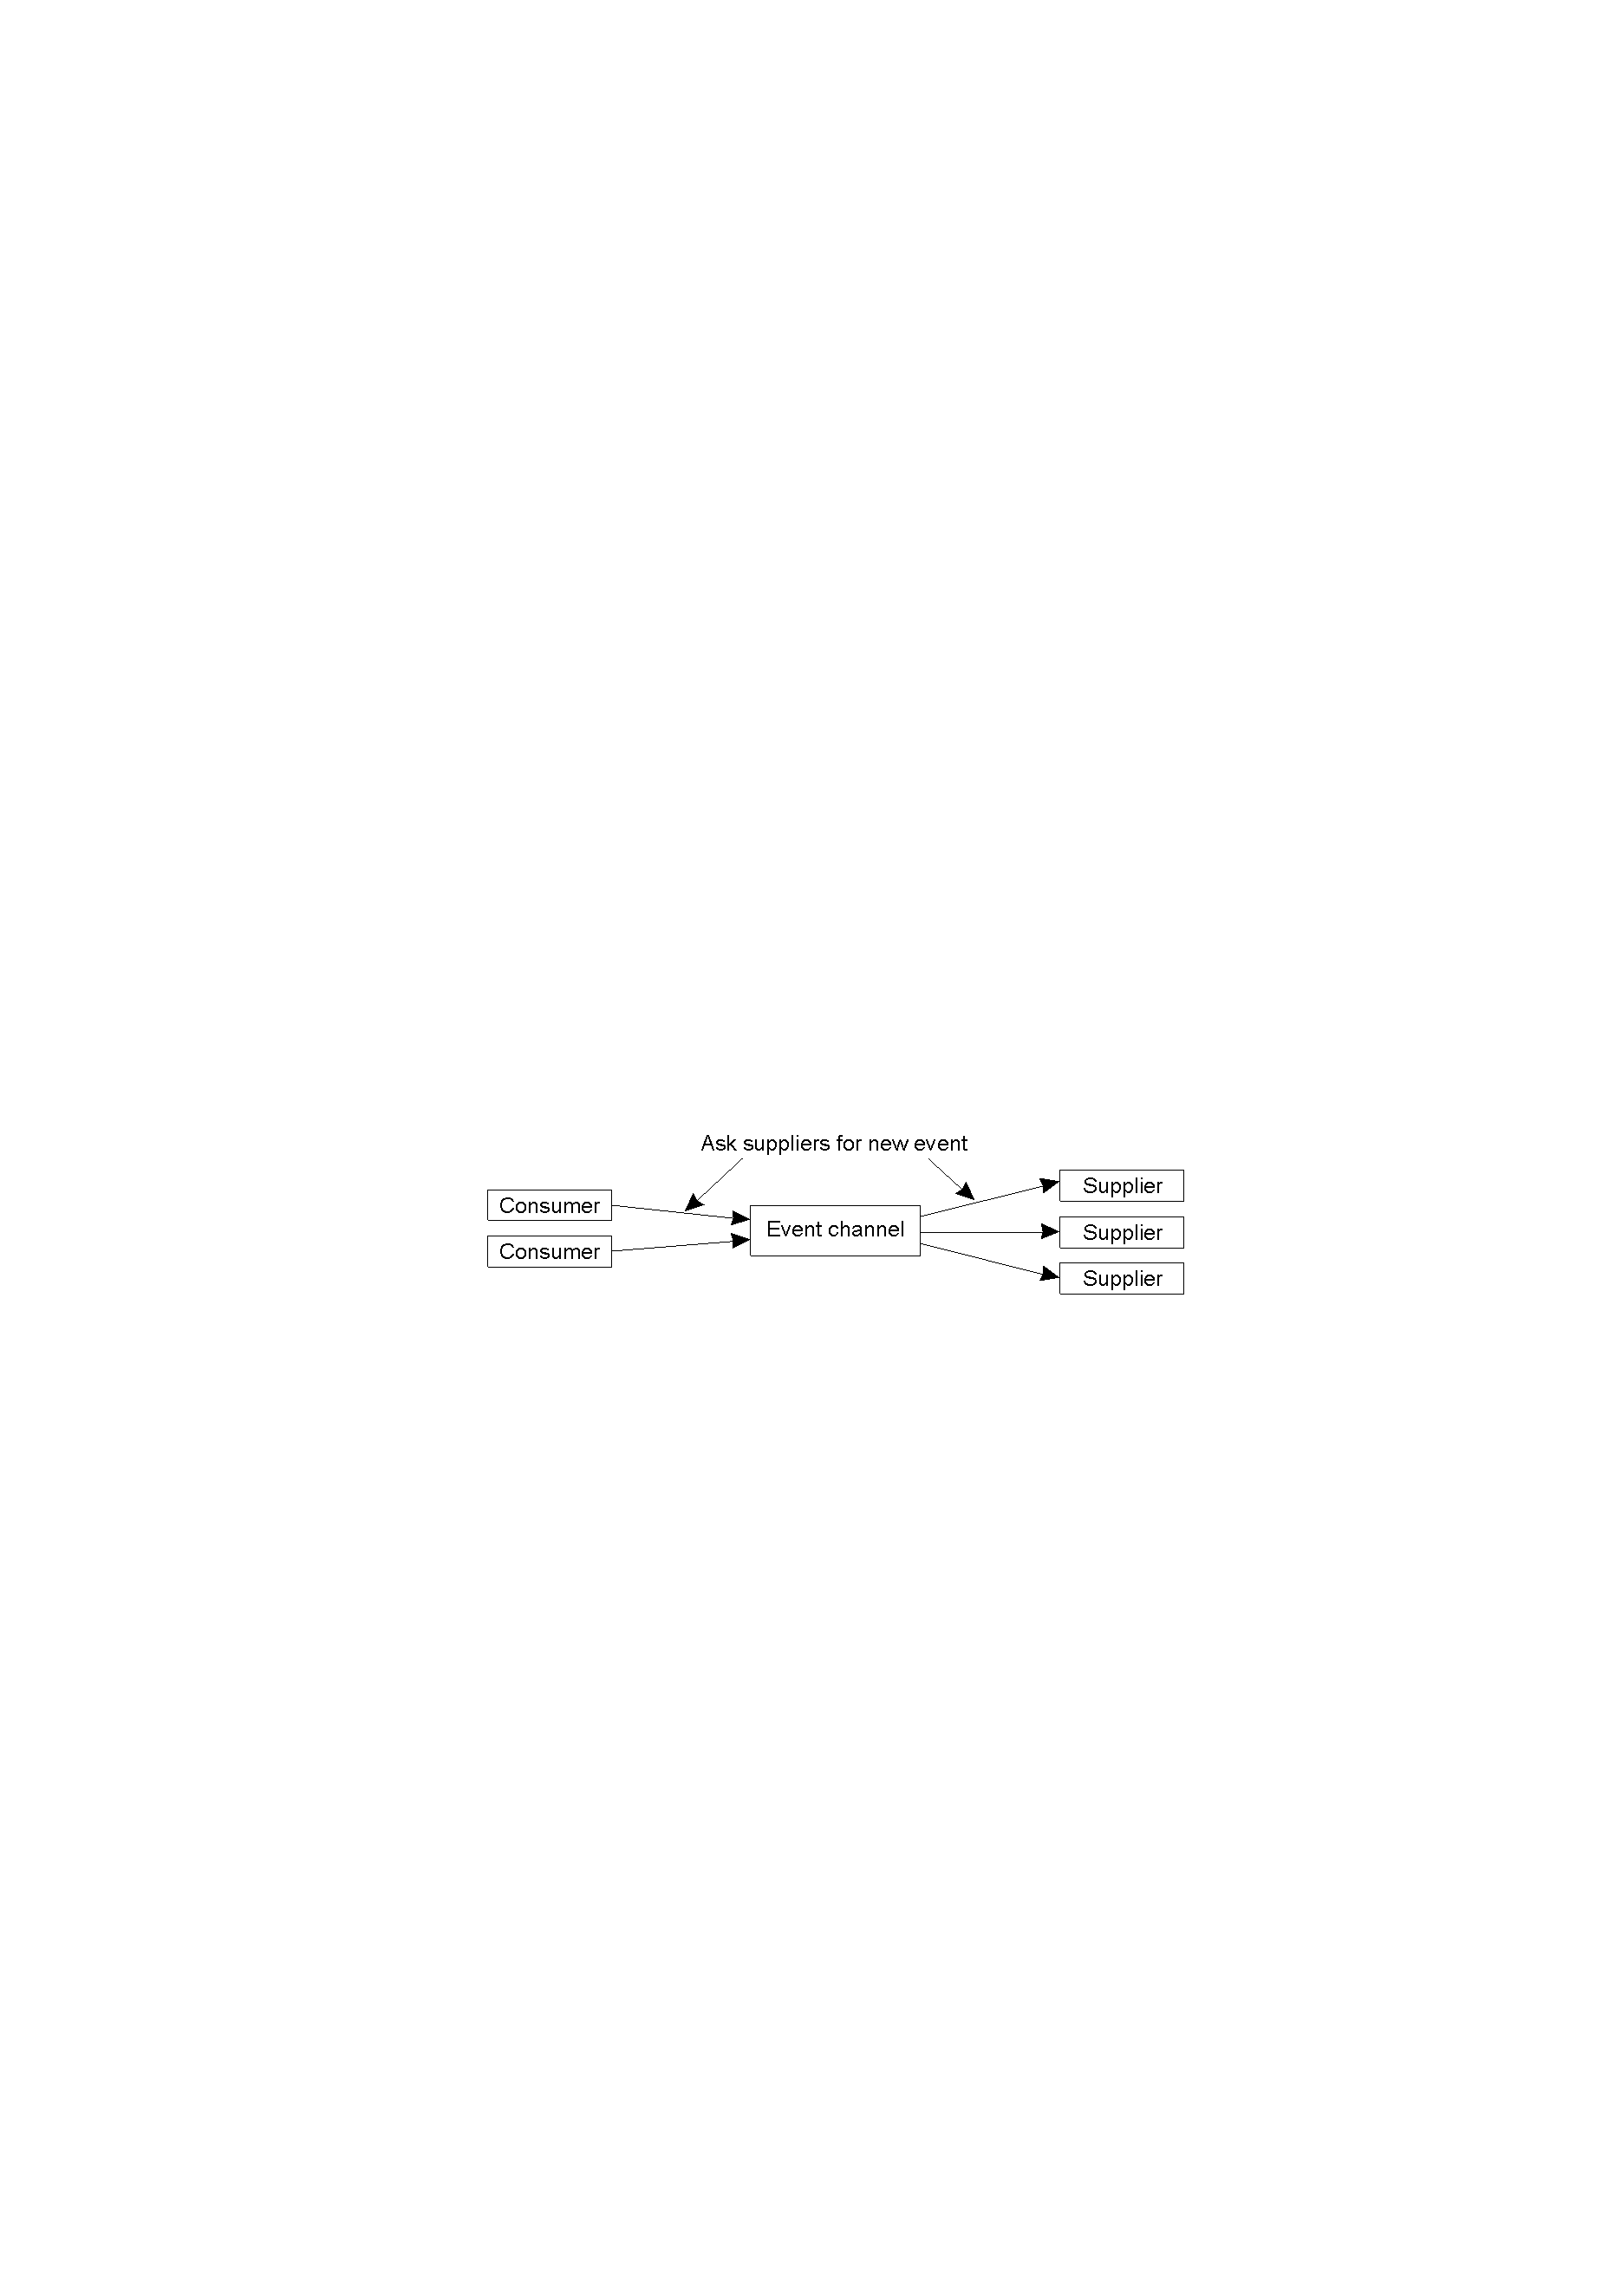 Ask suppliers for new event
Consumer
Consumer
Event channel
Supplier
Supplier
Supplier